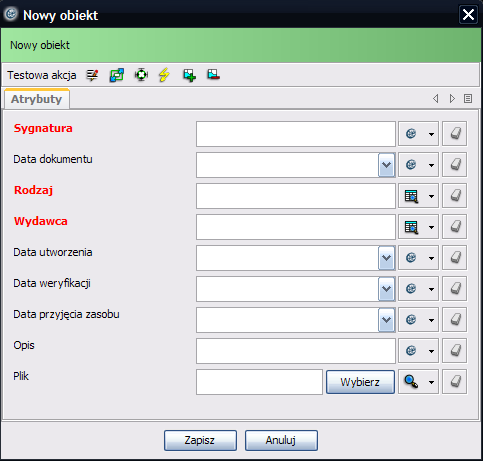 Nowy obiekt
Nowy obiekt
Testowa akcja
Atrybuty
Sygnatura
Data dokumentu
Rodzaj
Wydawca
Data utworzenia
Data weryfikacji
Data przyjęcia zasobu
Opis
Plik Wybierz
Zapisz Anuluj